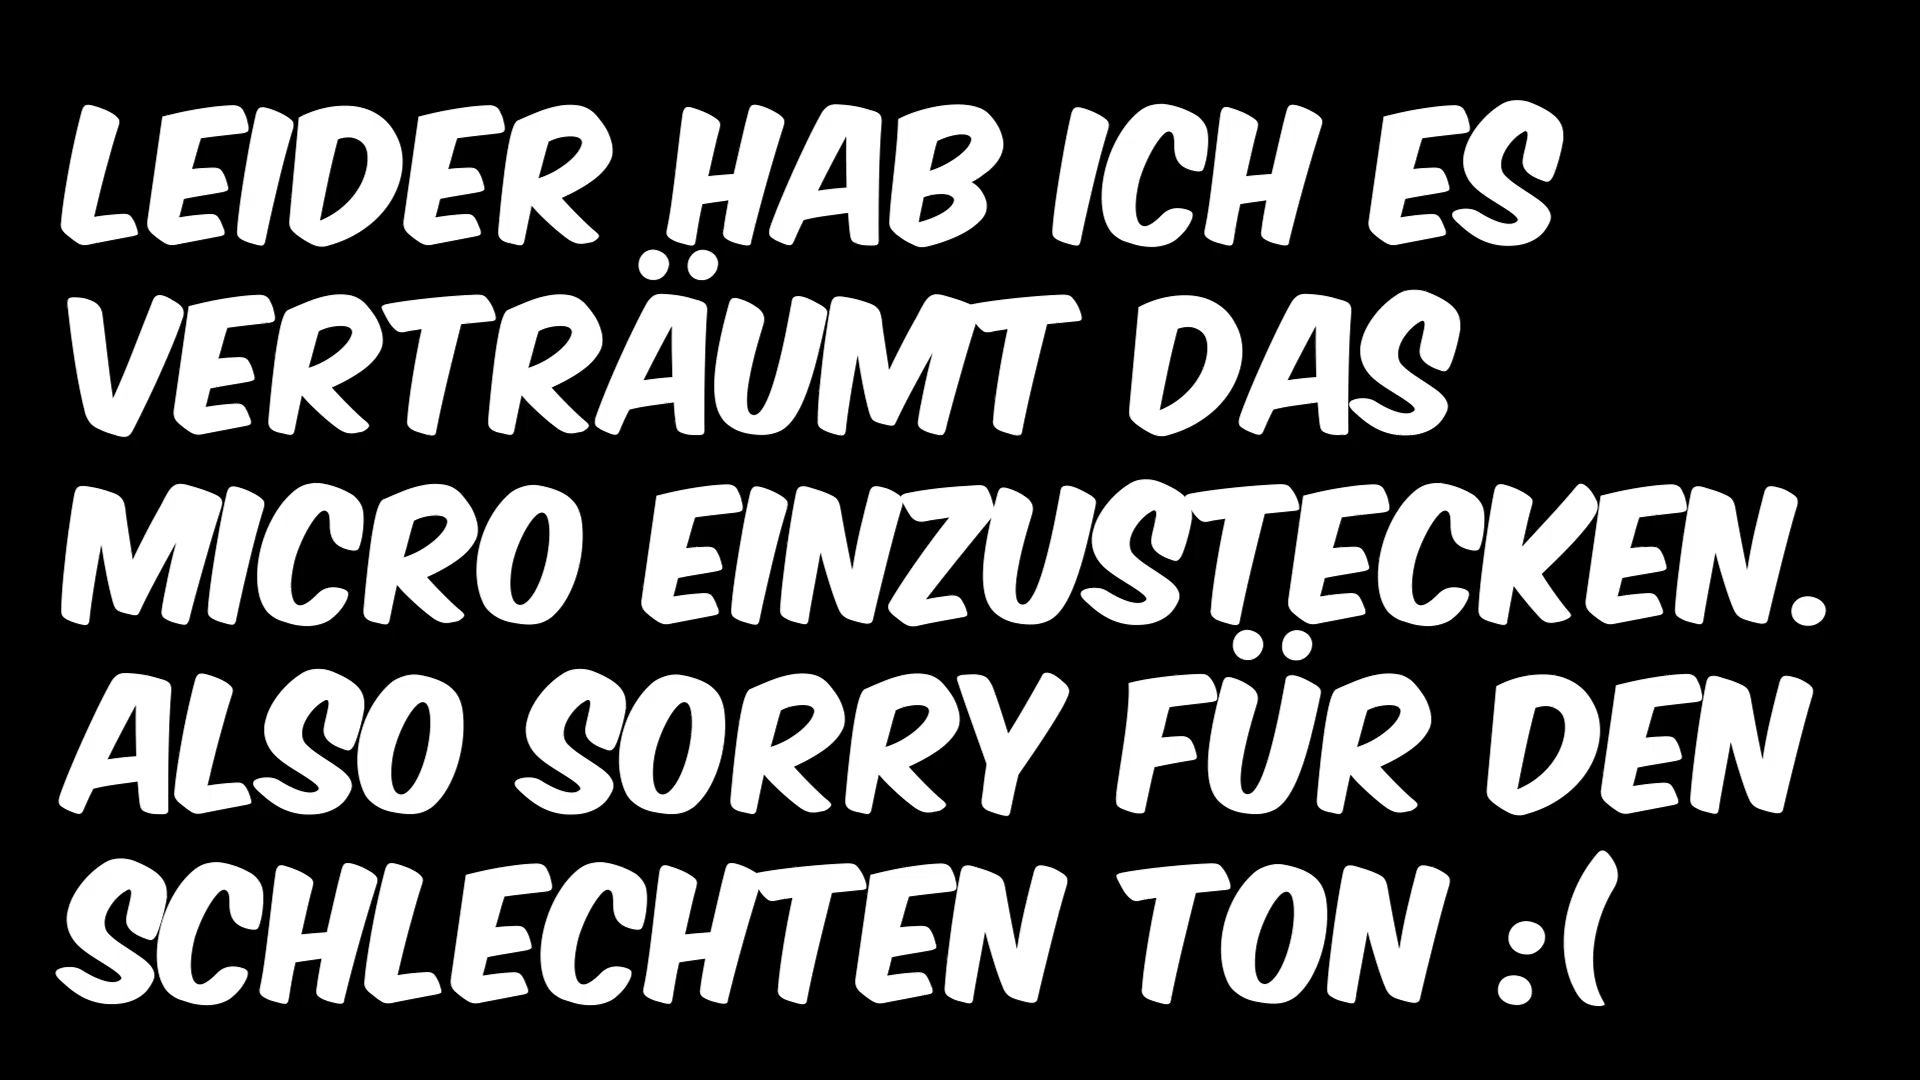 LEIDER HAB ICH ES
VERTRÄUMT DAS
MICRO EINZUSTECKEN.
ALSO SORRY FÜR DEN
SCHLECHTEN TON :(